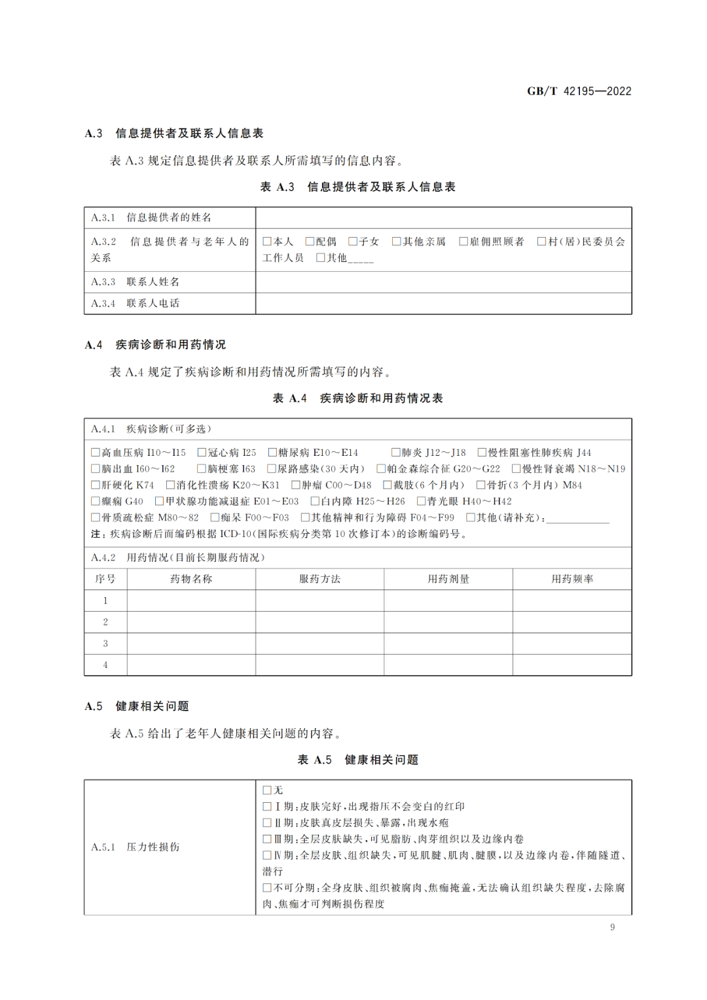 GB/T 42195—2022
A.3 信息提供者及联系人信息表
表 A.3 规定信息提供者及联系人所需填写的信息内容。
表 A.3 信息提供者及联系人信息表
A.3.1 信息提供者的姓名
A.3.2 信息提供者与老年人的
关系
□本人 □配偶 □子女 □其他亲属 □雇佣照顾者 □村(居)民委员会
工作人员 □其他_____
A.3.3 联系人姓名
A.3.4 联系人电话
A.4 疾病诊断和用药情况
表 A.4 规定了疾病诊断和用药情况所需填写的内容。
表 A.4 疾病诊断和用药情况表
A.4.1 疾病诊断(可多选)
□高血压病 I10～I15 □冠心病 I25 □糖尿病 E10～E14 □肺炎 J12～J18 □慢性阻塞性肺疾病 J44
□脑出血 I60～I62 □脑梗塞 I63 □尿路感染(30 天内) □帕金森综合征 G20～G22 □慢性肾衰竭 N18～N19
□肝硬化 K74 □消化性溃疡 K20～K31 □肿瘤 C00～D48 □截肢(6 个月内) □骨折(3 个月内) M84
□癫痫 G40 □甲状腺功能减退症 E01～E03 □白内障 H25～H26 □青光眼 H40～H42
□骨质疏松症 M80～82 □痴呆 F00～F03 □其他精神和行为障碍 F04～F99 □其他(请补充):____________
注: 疾病诊断后面编码根据 ICD-10(国际疾病分类第 10 次修订本)的诊断编码号。
A.4.2 用药情况(目前长期服药情况)
序号 药物名称 服药方法 用药剂量 用药频率
1
2
3
4
A.5 健康相关问题
表 A.5 给出了老年人健康相关问题的内容。
表 A.5 健康相关问题
A.5.1 压力性损伤
□无
□Ⅰ期:皮肤完好,出现指压不会变白的红印
□Ⅱ期:皮肤真皮层损失、暴露,出现水疱
□Ⅲ期:全层皮肤缺失,可见脂肪、肉芽组织以及边缘内卷
□Ⅳ期:全层皮肤、组织缺失,可见肌腱、肌肉、腱膜,以及边缘内卷,伴随隧道、
潜行
□不可分期:全身皮肤、组织被腐肉、焦痂掩盖,无法确认组织缺失程度,去除腐
肉、焦痂才可判断损伤程度
9